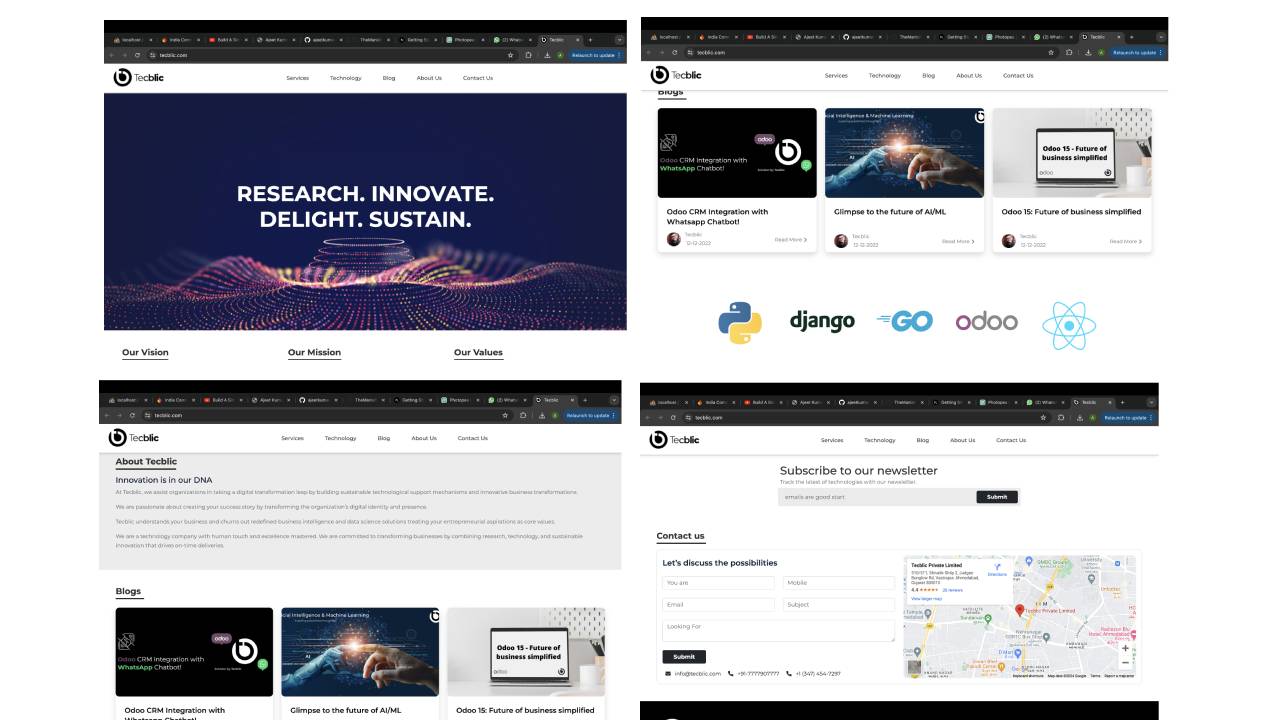 tecblic.com
Relaunch to update
Tecblic
Services
Technology
Blog
About Us
Contact Us
RESEARCH. INNOVATE.
DELIGHT. SUSTAIN.
Our Vision
Our Mission
Our Values
tecblic.com
Relaunch to update
Tecblic
Services
Technology
Blog
About Us
Contact Us
Blogs
odoo
Odoo CRM Integration with
WhatsApp Chatbot!
cial Intelligence & Machine Learning
AI
Odoo 15 - Future of
business simplified
odoo
Odoo CRM Integration with
Whatsapp Chatbot!
Tecblic
12-12-2022
Read More
Glimpse to the future of AI/ML
Tecblic
12-12-2022
Read More
Odoo 15: Future of business simplified
Tecblic
12-12-2022
Read More
django
GO
odoo
tecblic.com
Relaunch to update
Tecblic
Services
Technology
Blog
About Us
Contact Us
About Tecblic
Innovation is in our DNA
At Tecblic, we assist organizations in taking a digital transformation leap by building sustainable technological support mechanisms and innovative business transformations.
We are passionate about creating your success story by transforming the organization's digital identity and presence.
Tecblic understands your business and churns out redefined business intelligence and data science solutions treating your entrepreneurial aspirations as core values.
We are a technology company with human touch and excellence mastered. We are committed to transforming businesses by combining research, technology, and sustainable
innovation that drives on-time deliveries.
Blogs
odoo
Odoo CRM Integration with
WhatsApp Chatbot!
cial Intelligence & Machine Learning
AI
Odoo 15 - Future of
business simplified
odoo
Odoo CRM Integration with
Whatsapp Chatbot!
Glimpse to the future of AI/ML
Odoo 15: Future of business simplified
tecblic.com
Relaunch to update
Tecblic
Services
Technology
Blog
About Us
Contact Us
Subscribe to our newsletter
Track the latest of technologies with our newsletter.
emails are good start
Submit
Contact us
Let's discuss the possibilities
You are
Mobile
Email
Subject
Looking For
Submit
info@tecblic.com
+91-7777907777
+1 (347) 454-7297
Tecblic Private Limited
Directions
4.4
View larger map
Tecblic Private Limited